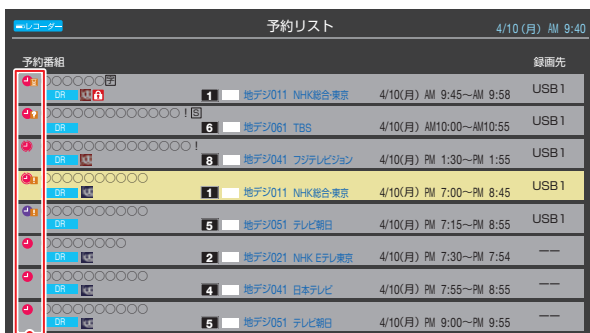 レコーダー 予約リスト 4/10(月) AM 9:40
予約番組 録画先
○○○○○○字
DR 1 地デジ011 NHK総合・東京 4/10(月) AM 9:45～AM 9:58 USB1
○○○○○○○○○○○○○！S
DR 6 地デジ061 TBS 4/10(月) AM10:00～AM10:55 USB1
○○○○○○○○○○○○○○！
DR 8 地デジ041 フジテレビジョン 4/10(月) PM 1:30～PM 1:55 USB1
○○○○○○○○○○
DR 1 地デジ011 NHK総合・東京 4/10(月) PM 7:00～PM 8:45 USB1
○○○○○○○○○○
DR 5 地デジ051 テレビ朝日 4/10(月) PM 7:15～PM 8:55 USB1
○○○○○○○○
DR 2 地デジ021 NHK Eテレ東京 4/10(月) PM 7:30～PM 7:54 ーー
○○○○○○○○○○
DR 4 地デジ041 日本テレビ 4/10(月) PM 7:55～PM 8:55 ーー
○○○○○○○○○○
DR 5 地デジ051 テレビ朝日 4/10(月) PM 9:00～PM 9:55 ーー